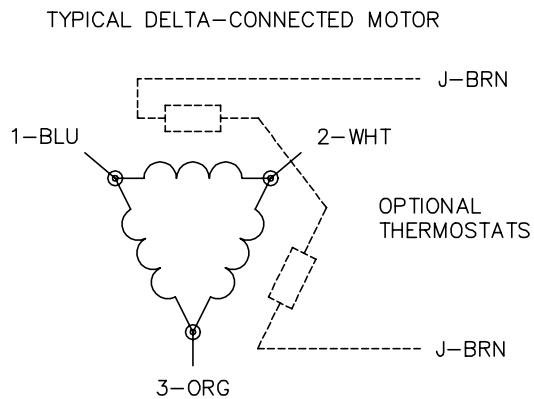 TYPICAL DELTA-CONNECTED MOTOR
J-BRN
1-BLU
2-WHT
OPTIONAL
THERMOSTATS
J-BRN
3-ORG